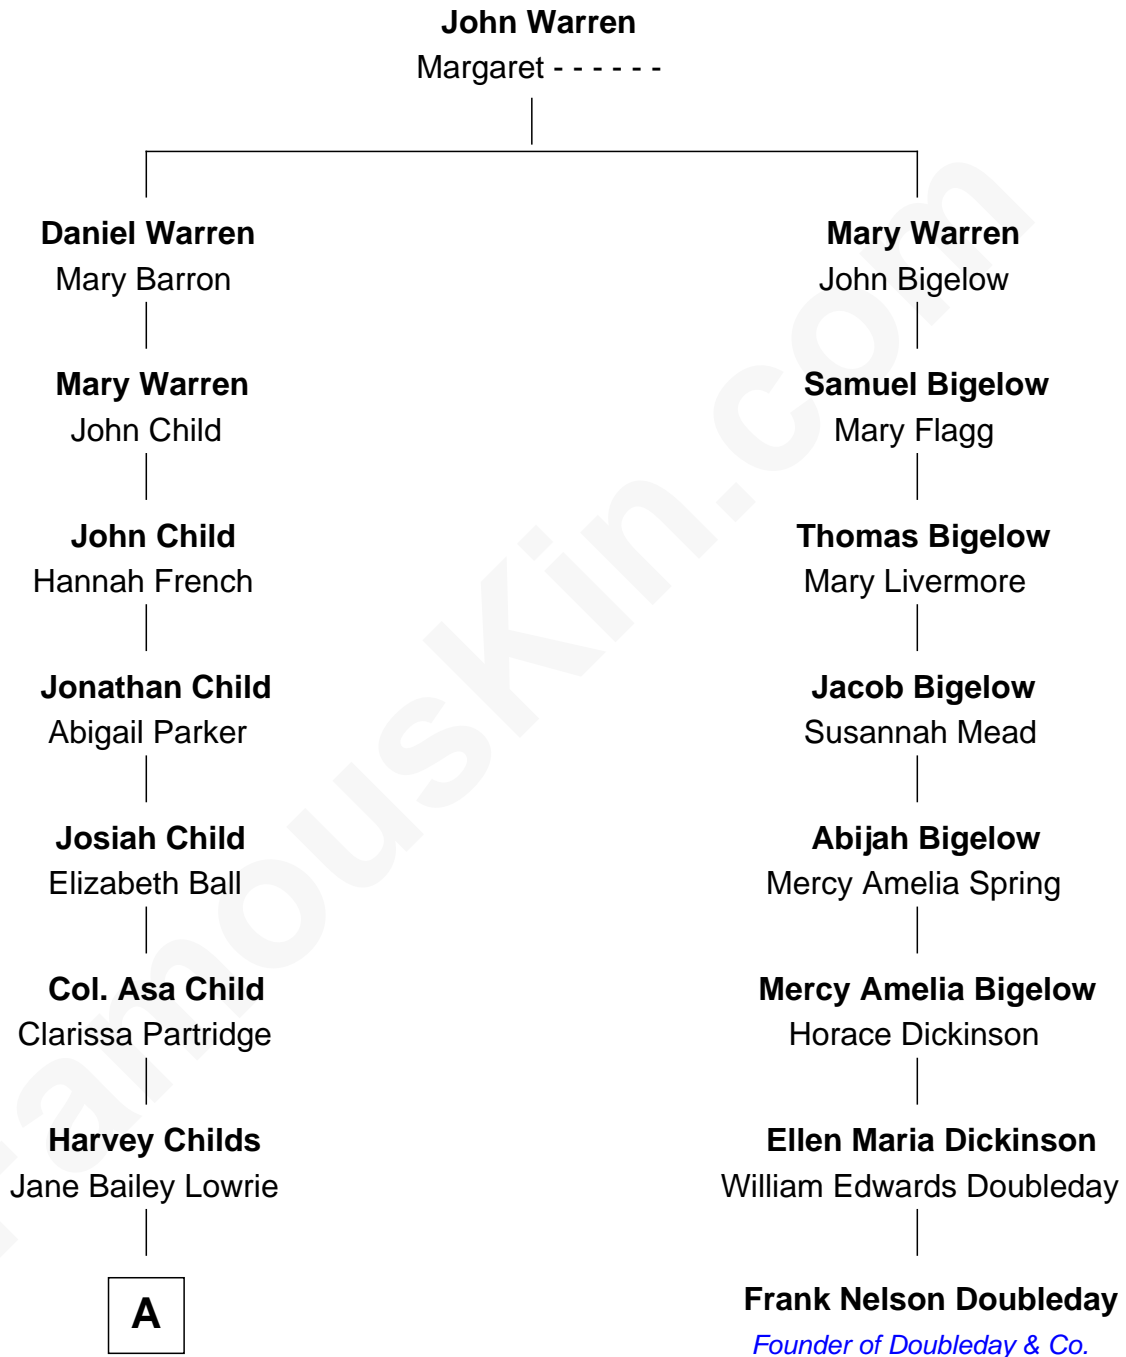 John Warren
Margaret - - - - - -
Daniel Warren
Mary Barron
Mary Warren
John Bigelow
Mary Warren
John Child
Samuel Bigelow
Mary Flagg
John Child
Hannah French
Thomas Bigelow
Mary Livermore
Jonathan Child
Abigail Parker
Jacob Bigelow
Susannah Mead
Josiah Child
Elizabeth Ball
Abijah Bigelow
Mercy Amelia Spring
Col. Asa Child
Clarissa Partridge
Mercy Amelia Bigelow
Horace Dickinson
Harvey Childs
Jane Bailey Lowrie
Ellen Maria Dickinson
William Edwards Doubleday
A
Frank Nelson Doubleday
Founder of Doubleday & Co.
FamousKin.com